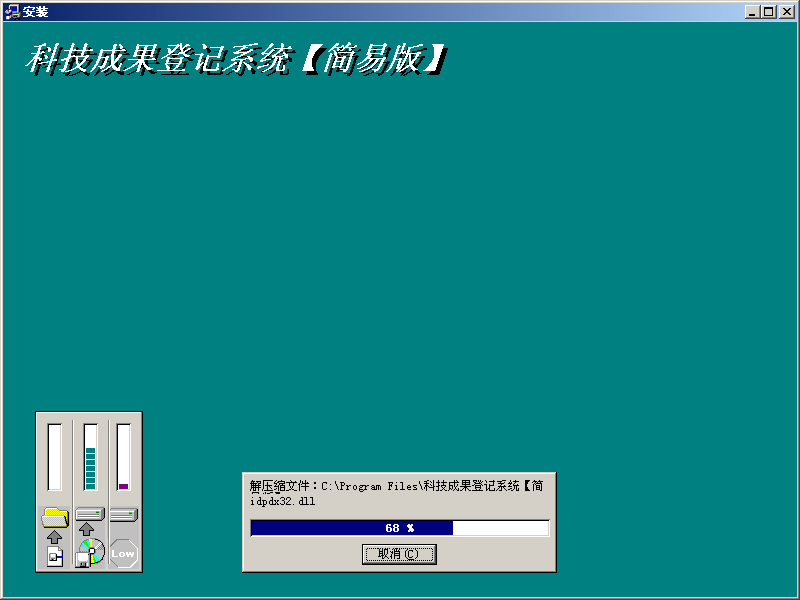 安装
科技成果登记系统【简易版】
解压缩文件：C:\Program Files\科技成果登记系统【简
idpdx32.dll
68 %
取消(C)
Low